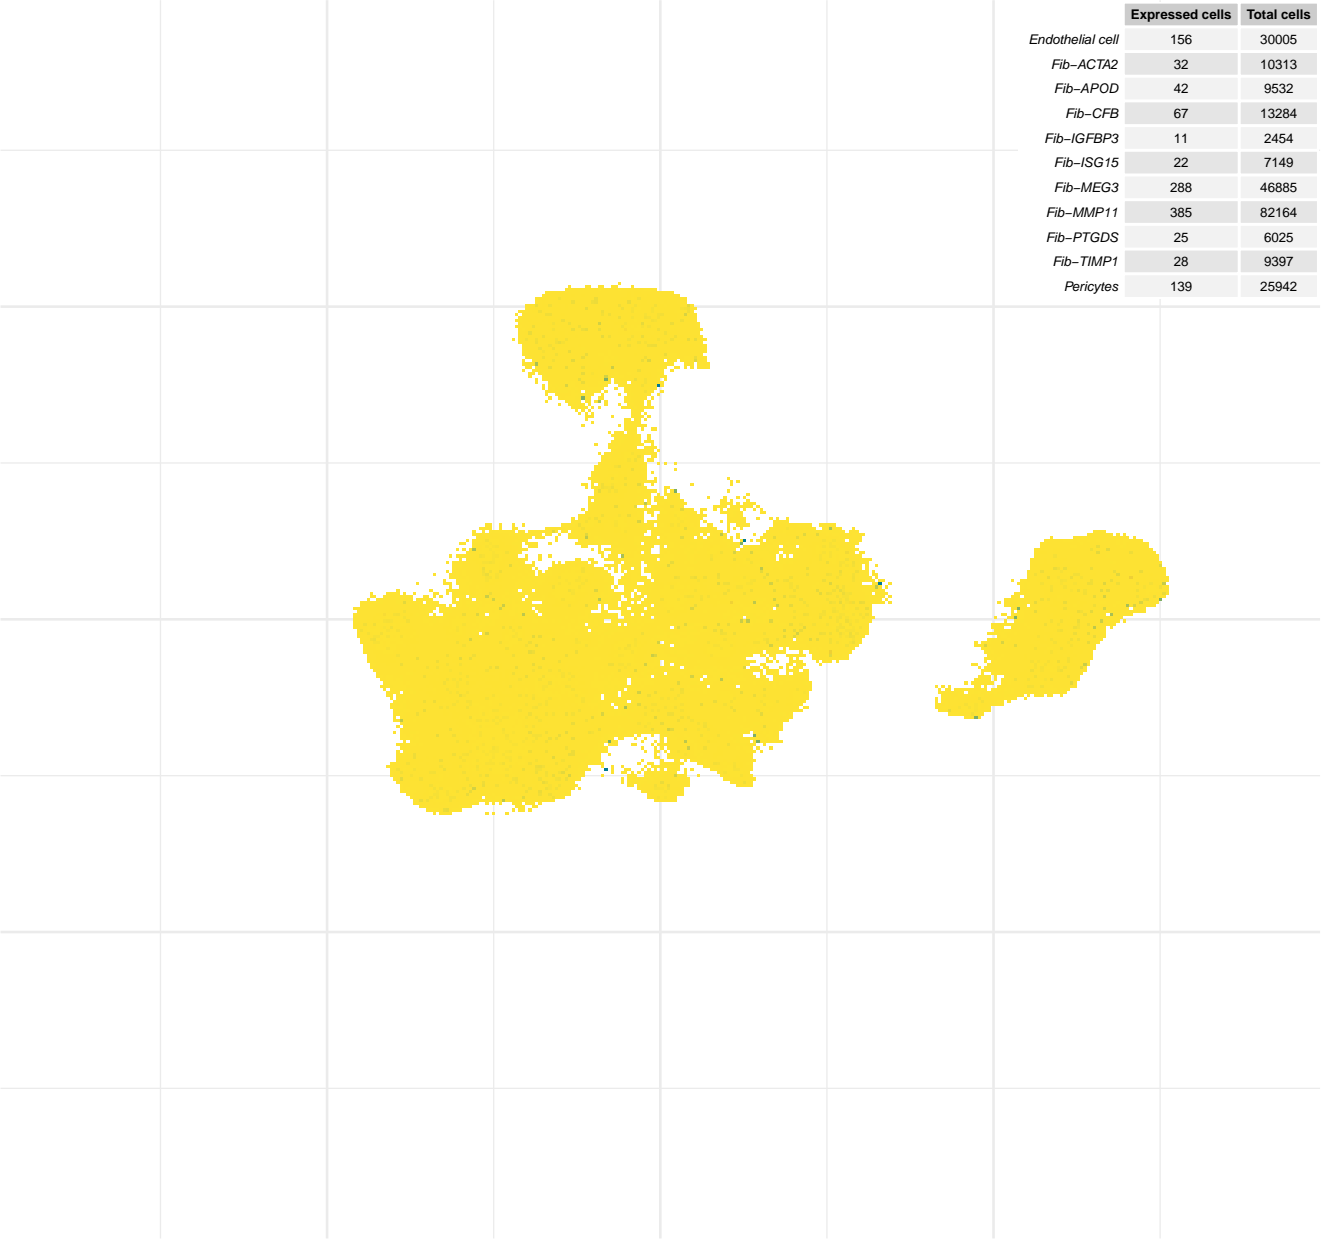 Expressed cells Total cells
Endothelial cell 156 30005
Fib−ACTA2 32 10313
Fib−APOD 42 9532
Fib−CFB 67 13284
Fib−IGFBP3 11 2454
Fib−ISG15 22 7149
Fib−MEG3 288 46885
Fib−MMP11 385 82164
Fib−PTGDS 25 6025
Fib−TIMP1 28 9397
Pericytes 139 25942